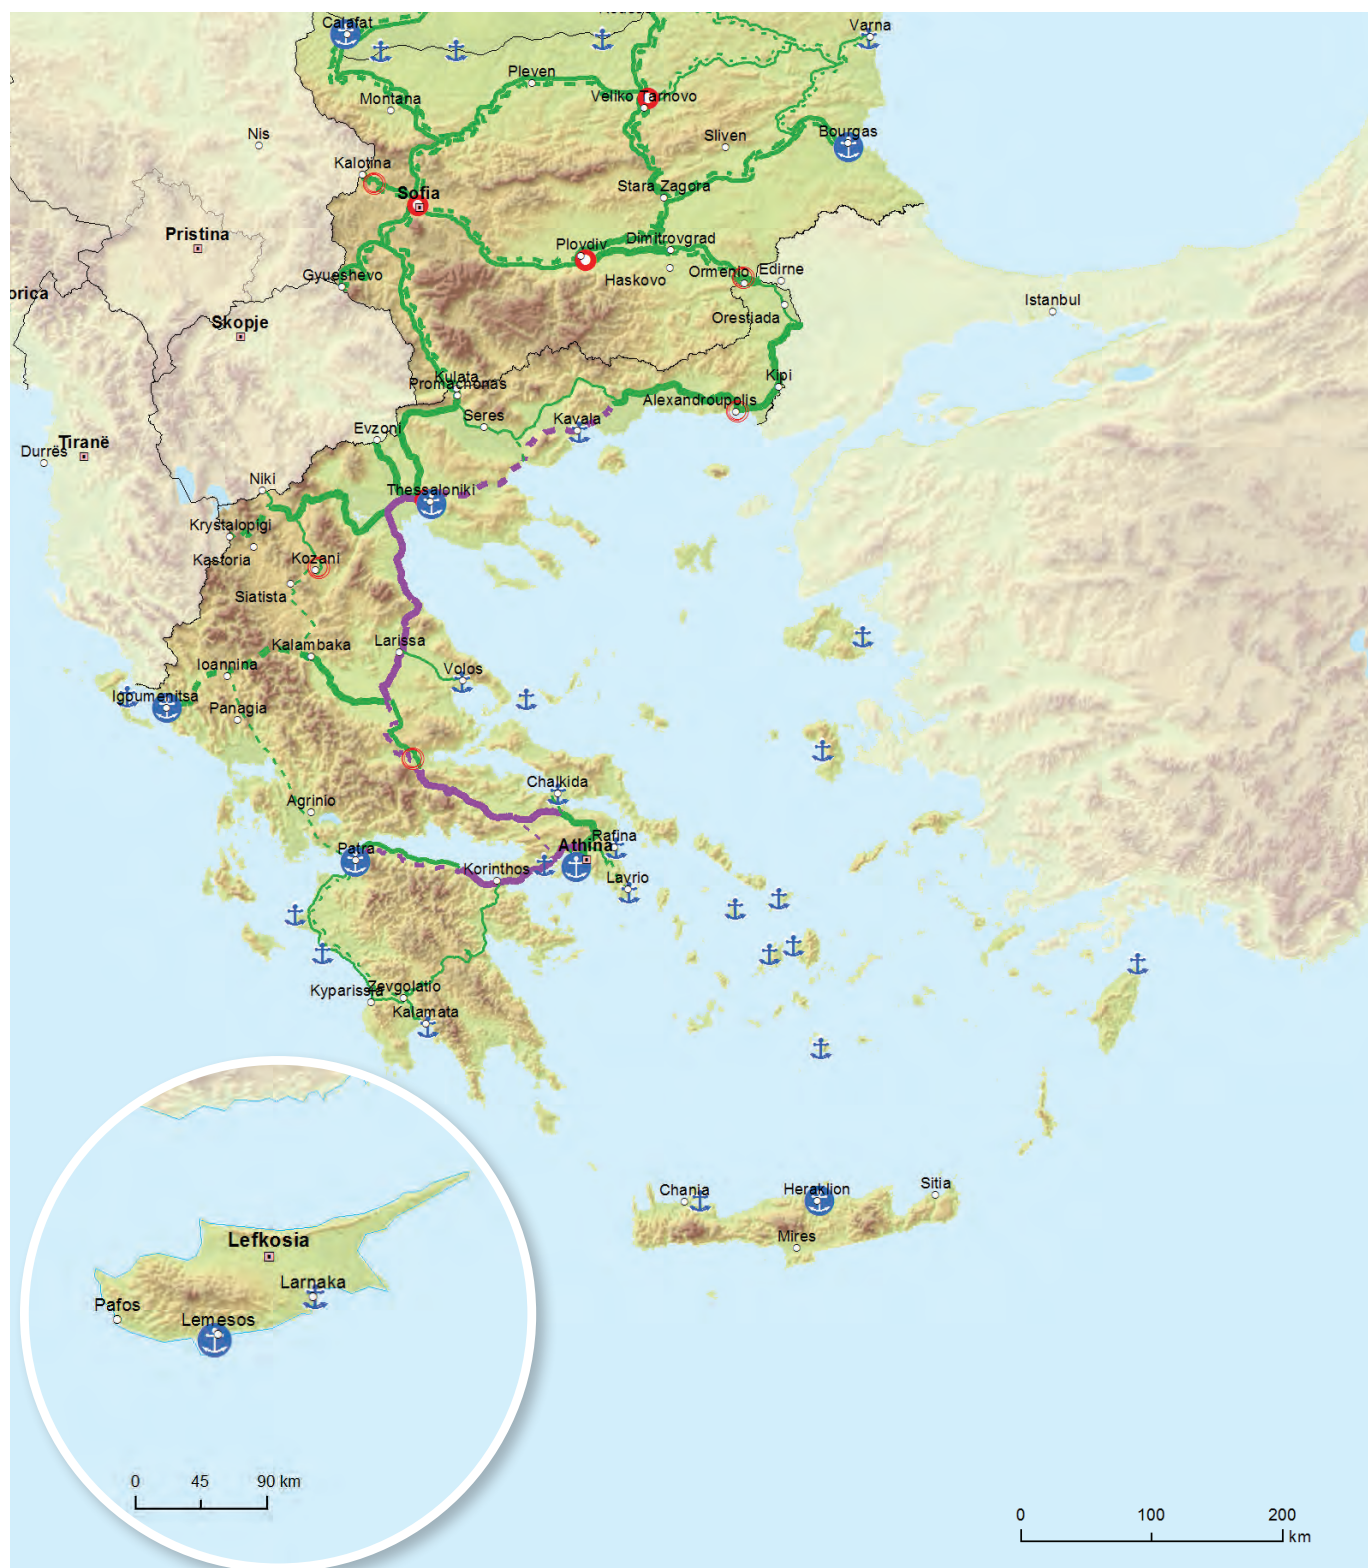 Calafat
Varna
Pleven
Montana
Veliko Tarnovo
Nis
Sliven
Bourgas
Kalotina
Sofia
Stara Zagora
Pristina
Plovdiv
Dimitrovgrad
Gyueshevo
Haskovo
Ormenio
Edirne
orica
Istanbul
Skopje
Orestiada
Kulata
Promachonas
Kipi
Seres
Alexandroupolis
Evzoni
Kavala
Tiranë
Durrës
Niki
Thessaloniki
Krystalopigi
Kastoria
Kozani
Siatista
Kalambaka
Larissa
Ioannina
Volos
Igoumenitsa
Panagia
Chalkida
Agrinio
Rafina
Patra
Athina
Korinthos
Lavrio
Kyparissia
Zevgolatio
Kalamata
Chania
Heraklion
Sitia
Mires
Lefkosia
Larnaka
Pafos
Lemesos
0 45 90 km
0 100 200
km